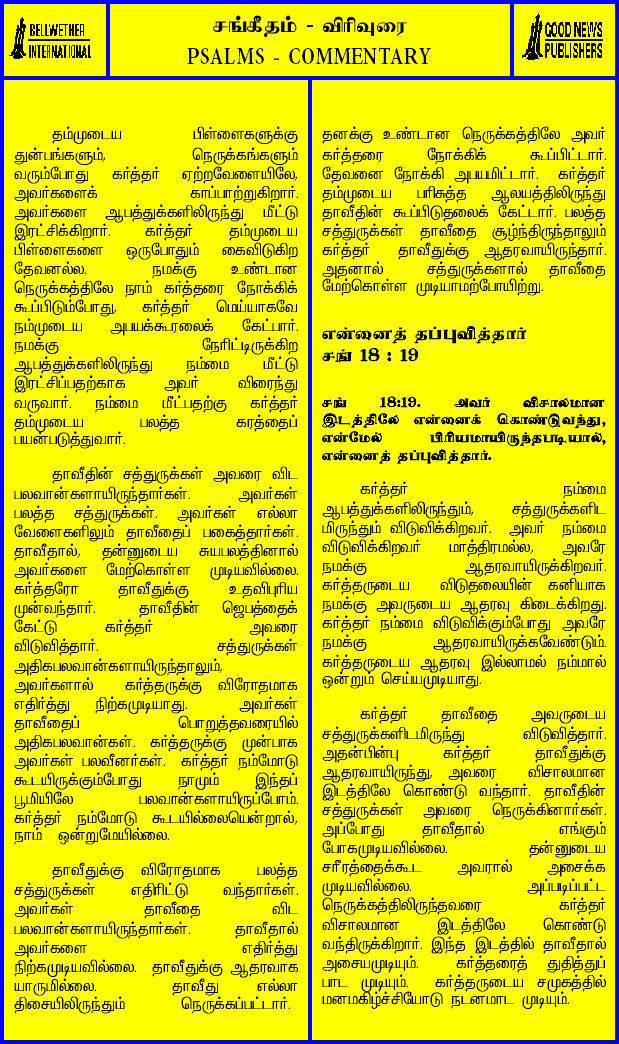 BELLWETHER
INTERNATIONAL
சங்கீதம் - விரிவுரை
PSALMS - COMMENTARY
GOOD NEWS
PUBLISHERS
தம்முடைய பிள்ளைகளுக்கு
துன்பங்களும், நெருக்கங்களும்
வரும்போது கர்த்தர் ஏற்றவேளையிலே,
அவர்களைக் காப்பாற்றுகிறார்.
அவர்களை ஆபத்துக்களிலிருந்து மீட்டு
இரட்சிக்கிறார். கர்த்தர் தம்முடைய
பிள்ளைகளை ஒருபோதும் கைவிடுகிற
தேவனல்ல. நமக்கு உண்டான
நெருக்கத்திலே நாம் கர்த்தரை நோக்கிக்
கூப்பிடும்போது, கர்த்தர் மெய்யாகவே
நம்முடைய அபயக்கூரலைக் கேட்பார்.
நமக்கு நேரிட்டிருக்கிற
ஆபத்துக்களிலிருந்து நம்மை மீட்டு
இரட்சிப்பதற்காக அவர் விரைந்து
வருவார். நம்மை மீட்பதற்கு கர்த்தர்
தம்முடைய பலத்த கரத்தைப்
பயன்படுத்துவார்.
தாவீதின் சத்துருக்கள் அவரை விட
பலவான்களாயிருந்தார்கள். அவர்கள்
பலத்த சத்துருக்கள். அவர்கள் எல்லா
வேளைகளிலும் தாவீதைப் பகைத்தார்கள்.
தாவீதால், தன்னுடைய சுயபலத்தினால்
அவர்களை மேற்கொள்ள முடியவில்லை.
கர்த்தரோ தாவீதுக்கு உதவிபுரிய
முன்வந்தார். தாவீதின் ஜெபத்தைக்
கேட்டு கர்த்தர் அவரை
விடுவித்தார். சத்துருக்கள்
அதிகபலவான்களாயிருந்தாலும்,
அவர்களால் கர்த்தருக்கு விரோதமாக
எதிர்த்து நிற்கமுடியாது. அவர்கள்
தாவீதைப் பொறுத்தவரையில்
அதிகபலவான்கள். கர்த்தருக்கு முன்பாக
அவர்கள் பலவீனர்கள். கர்த்தர் நம்மோடு
கூடயிருக்கும்போது நாமும் இந்தப்
பூமியிலே பலவான்களாயிருப்போம்.
கர்த்தர் நம்மோடு கூடயில்லையென்றால்,
நாம் ஒன்றுமேயில்லை.
தாவீதுக்கு விரோதமாக பலத்த
சத்துருக்கள் எதிரிட்டு வந்தார்கள்.
அவர்கள் தாவீதை விட
பலவான்களாயிருந்தார்கள். தாவீதால்
அவர்களை எதிர்த்து
நிற்கமுடியவில்லை. தாவீதுக்கு ஆதரவாக
யாருமில்லை. தாவீது எல்லா
திசையிலிருந்தும் நெருக்கப்பட்டார்.
தனக்கு உண்டான நெருக்கத்திலே அவர்
கர்த்தரை நோக்கிக் கூப்பிட்டார்.
தேவனை நோக்கி அபயமிட்டார். கர்த்தர்
தம்முடைய பரிசுத்த ஆலயத்திலிருந்து
தாவீதின் கூப்பிடுதலைக் கேட்டார். பலத்த
சத்துருக்கள் தாவீதை சூழ்ந்திருந்தாலும்
கர்த்தர் தாவீதுக்கு ஆதரவாயிருந்தார்.
அதனால் சத்துருக்களால் தாவீதை
மேற்கொள்ள முடியாமற்போயிற்று.
என்னைத் தப்புவித்தார்
சங் 18 : 19
சங் 18:19. அவர் விசாலமான
இடத்திலே என்னைக் கொண்டுவந்து,
என்மேல் பிரியமாயிருந்தபடியால்,
என்னைத் தப்புவித்தார்.
கர்த்தர் நம்மை
ஆபத்துக்களிலிருந்தும், சத்துருக்களிட
மிருந்தும் விடுவிக்கிறவர். அவர் நம்மை
விடுவிக்கிறவர் மாத்திரமல்ல, அவரே
நமக்கு ஆதரவாயிருக்கிறவர்.
கர்த்தருடைய விடுதலையின் கனியாக
நமக்கு அவருடைய ஆதரவு கிடைக்கிறது.
கர்த்தர் நம்மை விடுவிக்கும்போது அவரே
நமக்கு ஆதரவாயிருக்கவேண்டும்.
கர்த்தருடைய ஆதரவு இல்லாமல் நம்மால்
ஒன்றும் செய்யமுடியாது.
கர்த்தர் தாவீதை அவருடைய
சத்துருக்களிடமிருந்து விடுவித்தார்.
அதன்பின்பு கர்த்தர் தாவீதுக்கு
ஆதரவாயிருந்து, அவரை விசாலமான
இடத்திலே கொண்டு வந்தார். தாவீதின்
சத்துருக்கள் அவரை நெருக்கினார்கள்.
அப்போது தாவீதால் எங்கும்
போகமுடியவில்லை. தன்னுடைய
சரீரத்தைக்கூட அவரால் அசைக்க
முடியவில்லை. அப்படிப்பட்ட
நெருக்கத்திலிருந்தவரை கர்த்தர்
விசாலமான இடத்திலே கொண்டு
வந்திருக்கிறார். இந்த இடத்தில் தாவீதால்
அசையமுடியும். கர்த்தரைத் துதித்துப்
பாட முடியும். கர்த்தருடைய சமுகத்தில்
மனமகிழ்ச்சியோடு நடனமாட முடியும்.